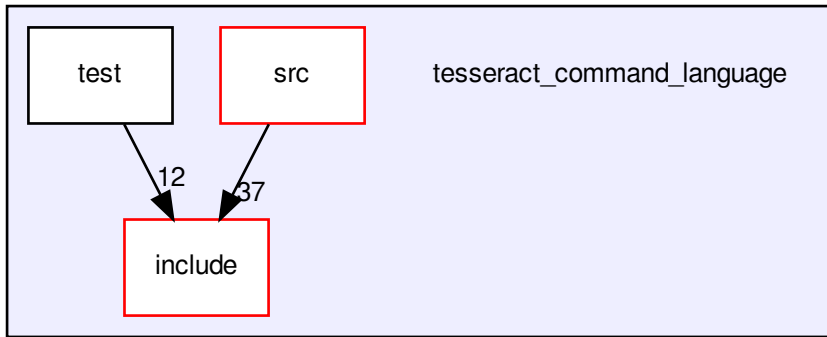 test
src
tesseract_command_language
12
37
include